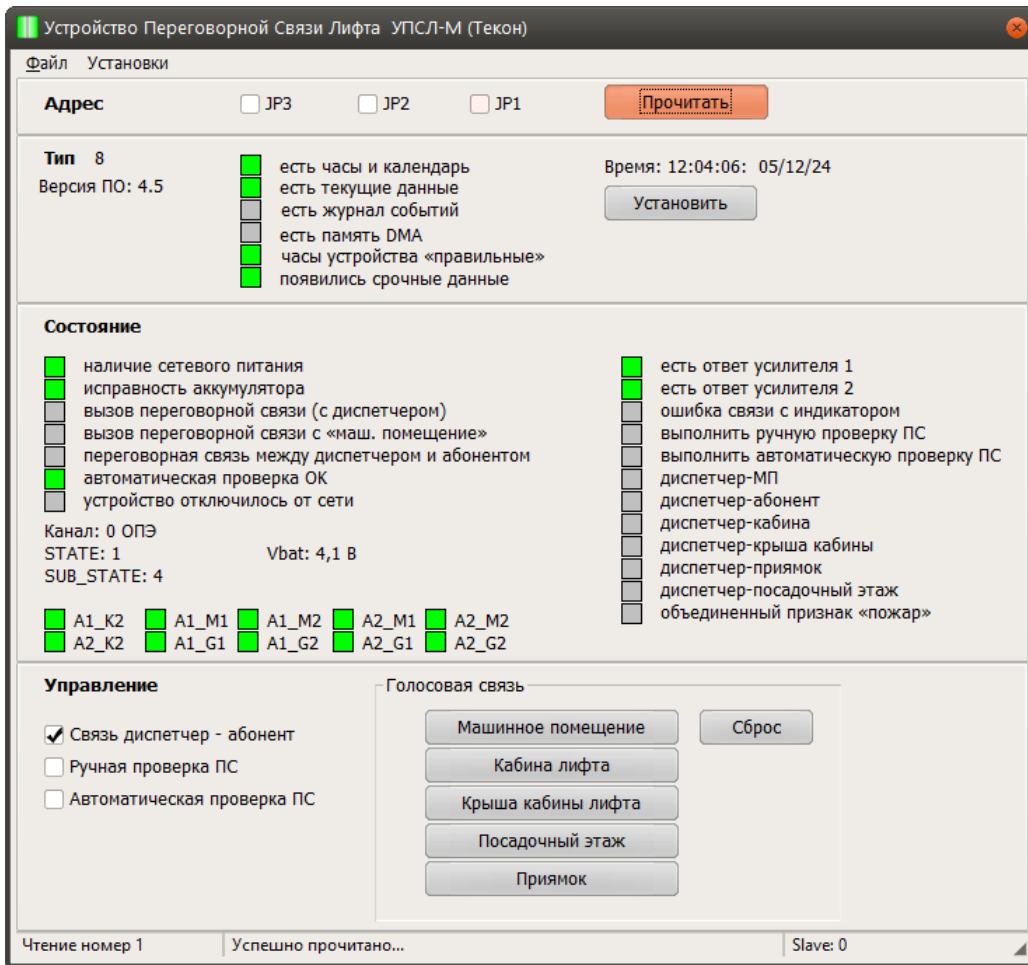 Устройство Переговорной Связи Лифта УПСЛ-М (Текон)
Файл Установки
Адрес JP3 JP2 JP1 Прочитать
Тип 8
Версия ПО: 4.5
есть часы и календарь
есть текущие данные
есть журнал событий
есть память DMA
часы устройства «правильные»
появились срочные данные
Время: 12:04:06: 05/12/24
Установить
Состояние
наличие сетевого питания
исправность аккумулятора
вызов переговорной связи (с диспетчером)
вызов переговорной связи с «маш. помещение»
переговорная связь между диспетчером и абонентом
автоматическая проверка ОК
устройство отключилось от сети
Канал: 0 ОПЭ
STATE: 1 Vbat: 4,1 В
SUB_STATE: 4
есть ответ усилителя 1
есть ответ усилителя 2
ошибка связи с индикатором
выполнить ручную проверку ПС
выполнить автоматическую проверку ПС
диспетчер-МП
диспетчер-абонент
диспетчер-кабина
диспетчер-крыша кабины
диспетчер-приямок
диспетчер-посадочный этаж
объединенный признак «пожар»
A1_K2 A1_M1 A1_M2 A2_M1 A2_M2
A2_K2 A1_G1 A1_G2 A2_G1 A2_G2
Управление
Связь диспетчер - абонент
Ручная проверка ПС
Автоматическая проверка ПС
Голосовая связь
Машинное помещение Сброс
Кабина лифта
Крыша кабины лифта
Посадочный этаж
Приямок
Чтение номер 1 Успешно прочитано... Slave: 0